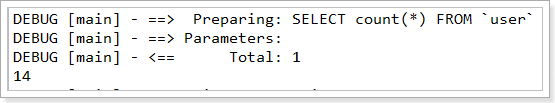 DEBUG [main] - ==>  Preparing: SELECT count(*) FROM `user`
DEBUG [main] - ==> Parameters:
DEBUG [main] - <==      Total: 1
14